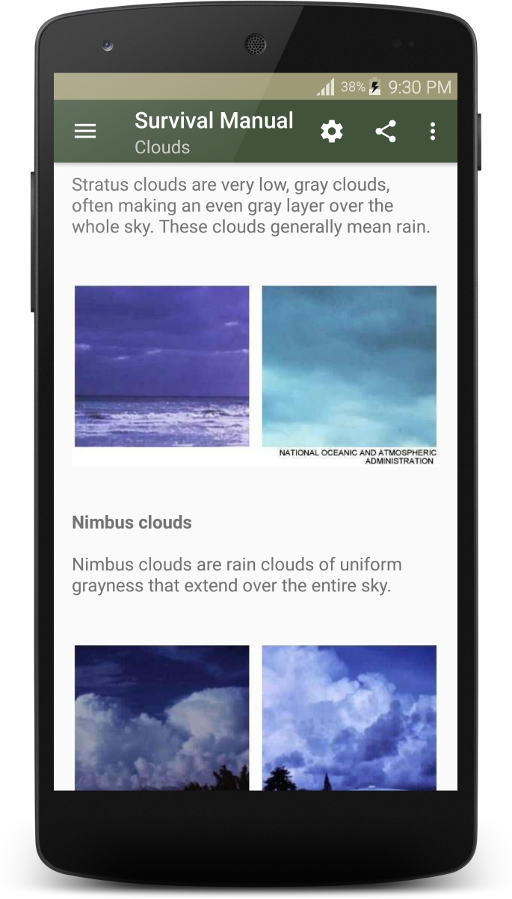 38% 9:30 PM
Survival Manual
Clouds
Stratus clouds are very low, gray clouds,
often making an even gray layer over the
whole sky. These clouds generally mean rain.
NATIONAL OCEANIC AND ATMOSPHERIC
ADMINISTRATION
Nimbus clouds
Nimbus clouds are rain clouds of uniform
grayness that extend over the entire sky.